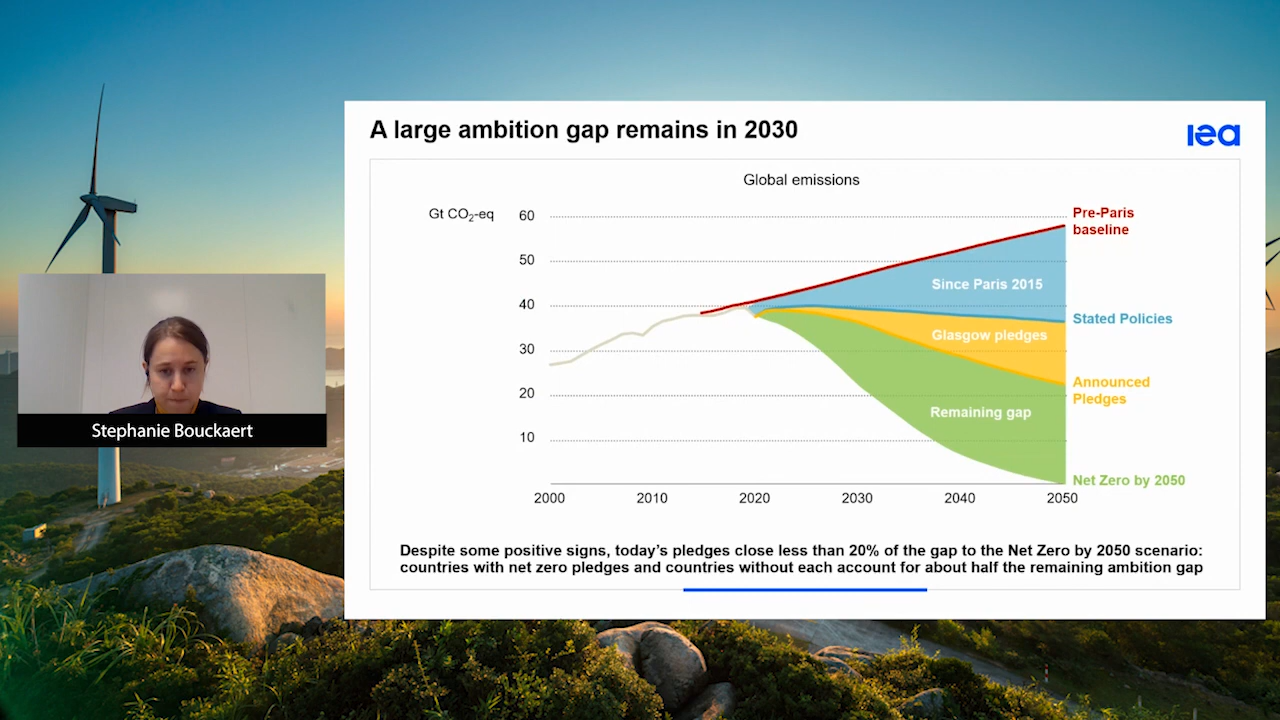 A large ambition gap remains in 2030
iea
Global emissions
Gt CO₂-eq
60
50
40
30
20
10
2000
2010
2020
2030
2040
2050
Pre-Paris
baseline
Since Paris 2015
Stated Policies
Glasgow pledges
Announced
Pledges
Remaining gap
Net Zero by 2050
Despite some positive signs, today's pledges close less than 20% of the gap to the Net Zero by 2050 scenario:
countries with net zero pledges and countries without each account for about half the remaining ambition gap
Stephanie Bouckaert